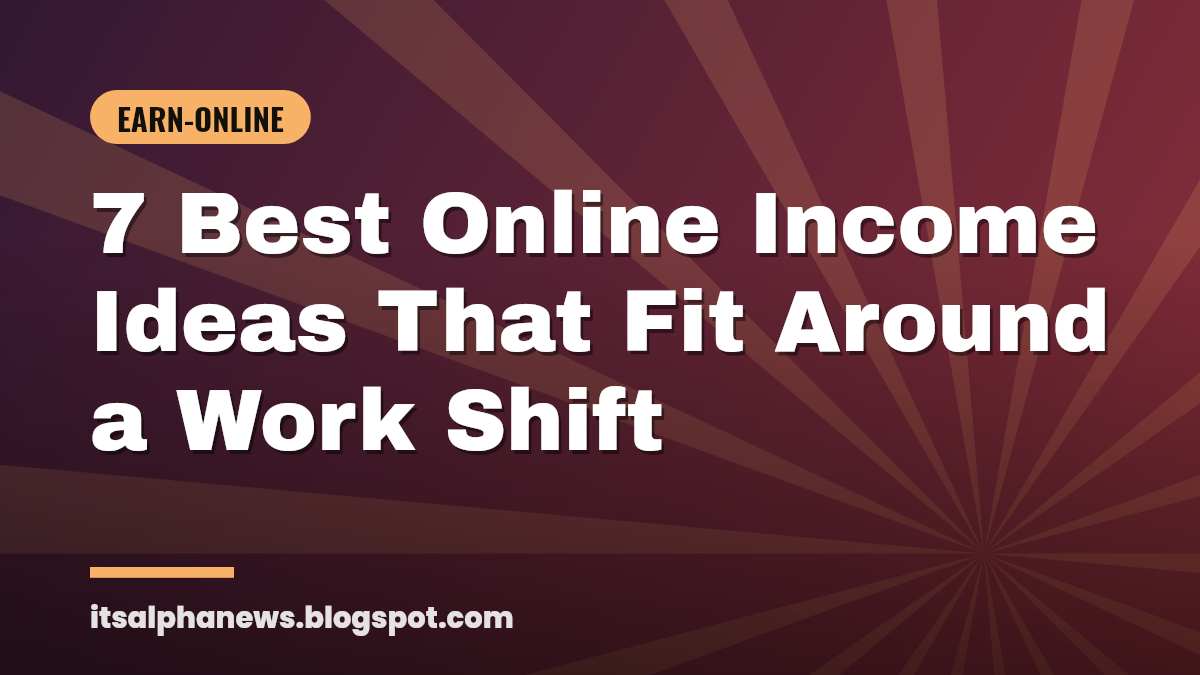 EARN-ONLINE
7 Best Online Income
Ideas That Fit Around
a Work Shift
itsalphanews.blogspot.com